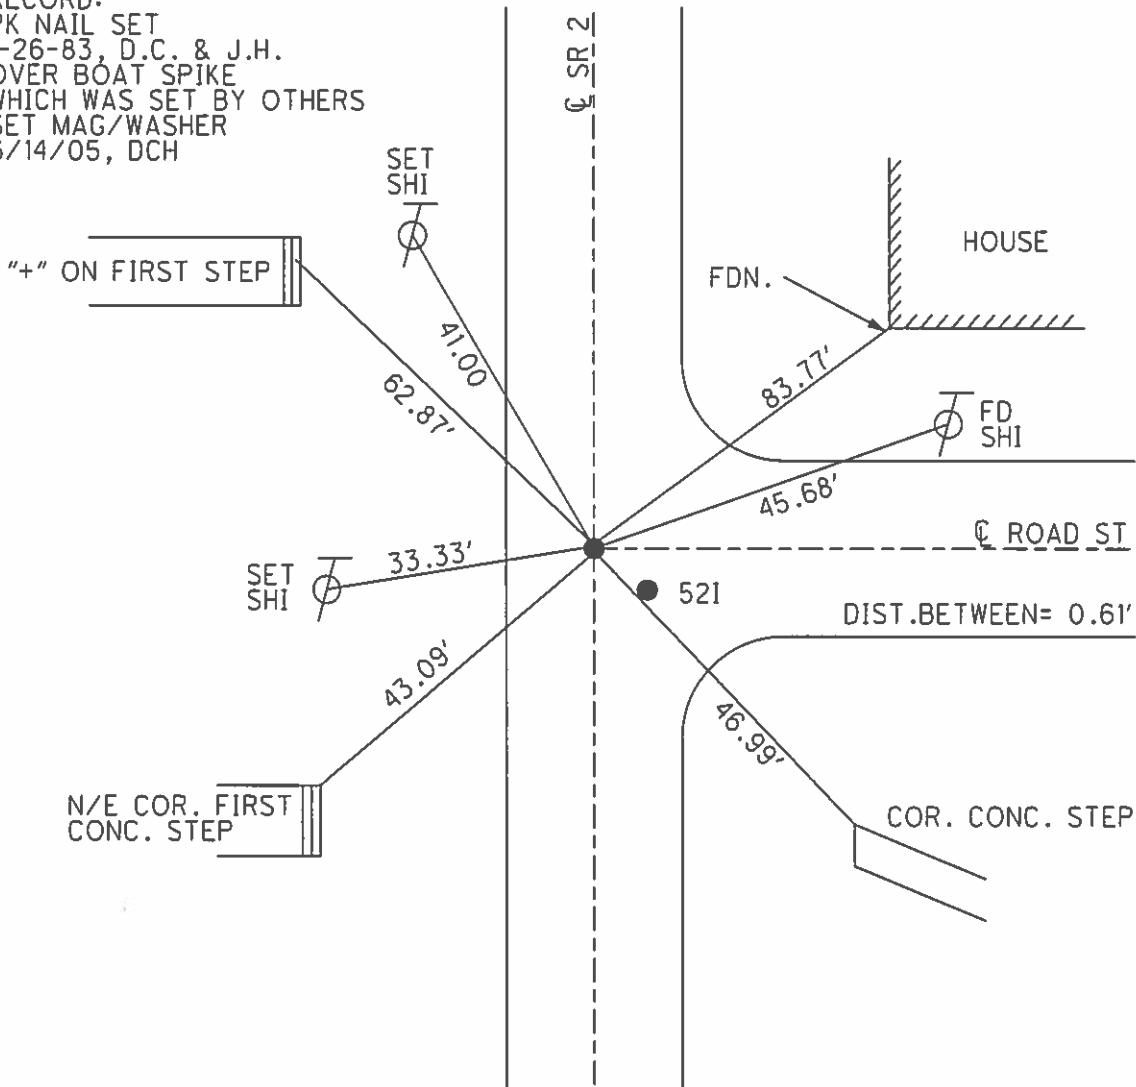 RECORD:
PK NAIL SET
-26-83, D.C. & J.H.
OVER BOAT SPIKE
WHICH WAS SET BY OTHERS
SET MAG/WASHER
/14/05, DCH
℄ SR 2
SET
SHI
"+" ON FIRST STEP
HOUSE
FDN.
41.00
62.87'
83.77'
FD
SHI
45.68'
℄ ROAD ST
33.33'
SET
SHI
521
DIST.BETWEEN= 0.61'
43.09'
46.99'
N/E COR. FIRST
CONC. STEP
COR. CONC. STEP